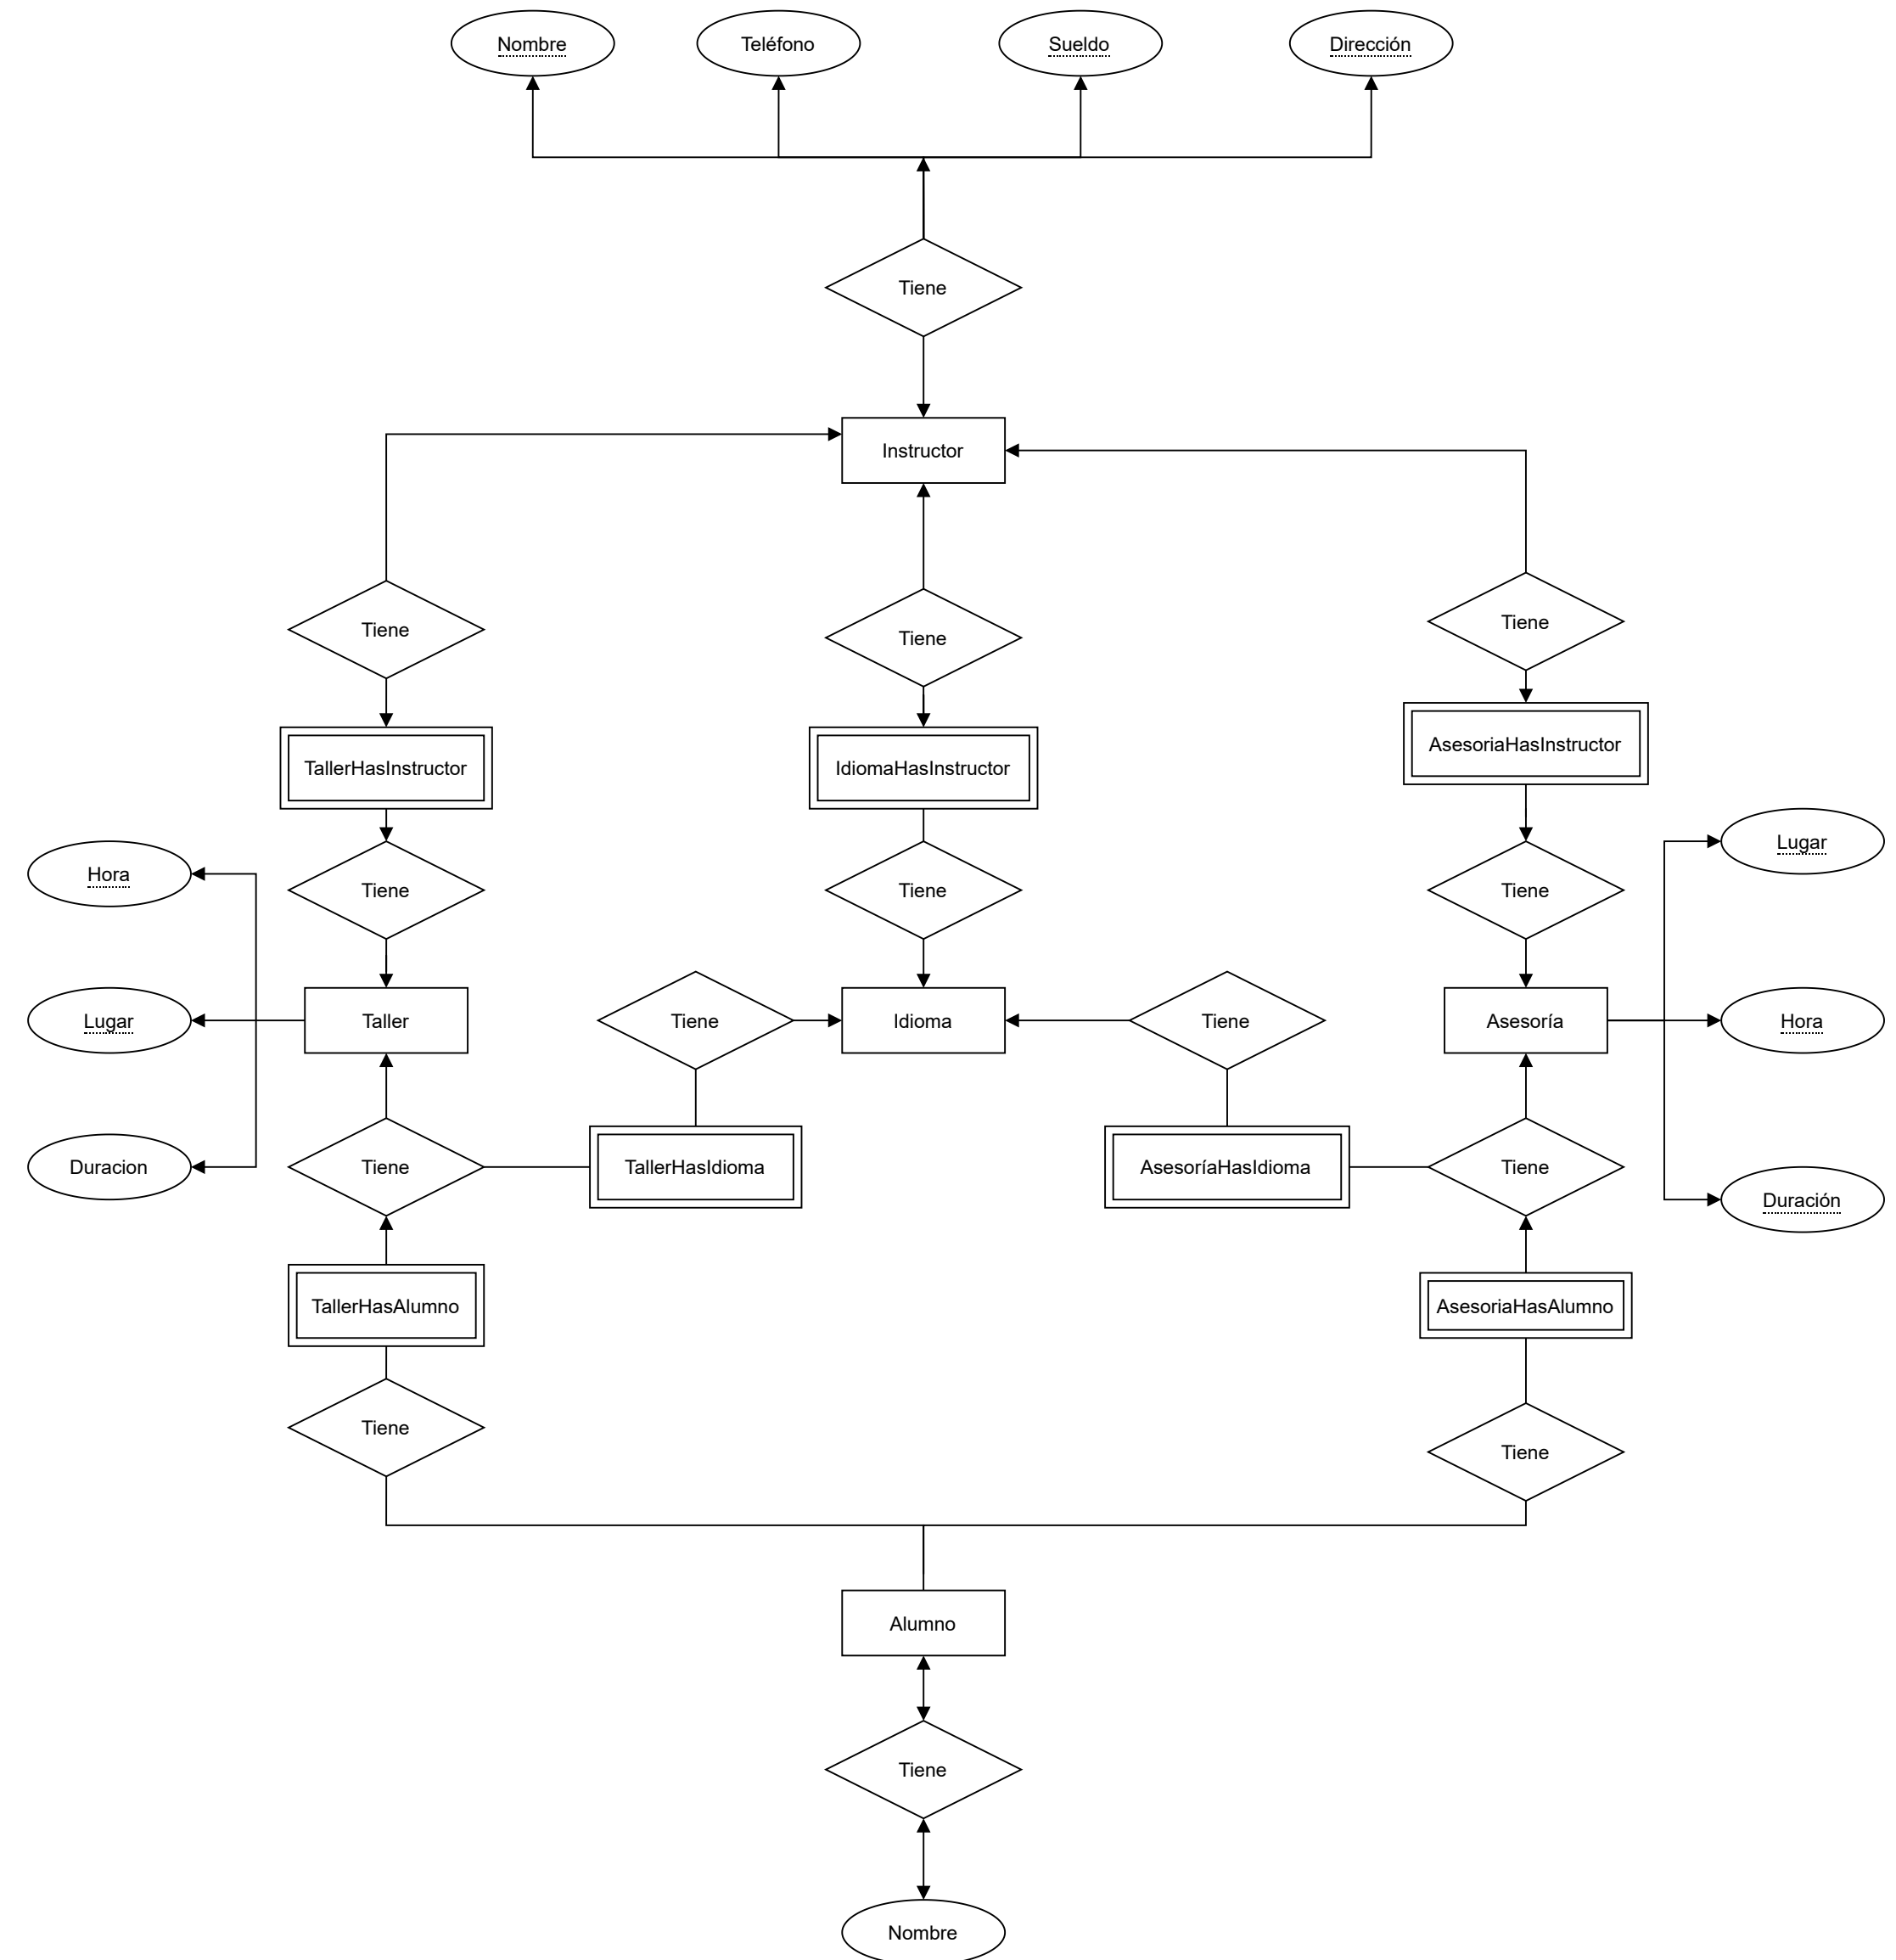 Nombre
Teléfono
Sueldo
Dirección
Tiene
Instructor
Tiene
Tiene
Tiene
TallerHasInstructor
IdiomaHasInstructor
AsesoriaHasInstructor
Hora
Tiene
Tiene
Tiene
Lugar
Lugar
Taller
Tiene
Idioma
Tiene
Asesoría
Hora
Duracion
Tiene
TallerHasIdioma
AsesoríaHasIdioma
Tiene
Duración
TallerHasAlumno
AsesoriaHasAlumno
Tiene
Tiene
Alumno
Tiene
Nombre